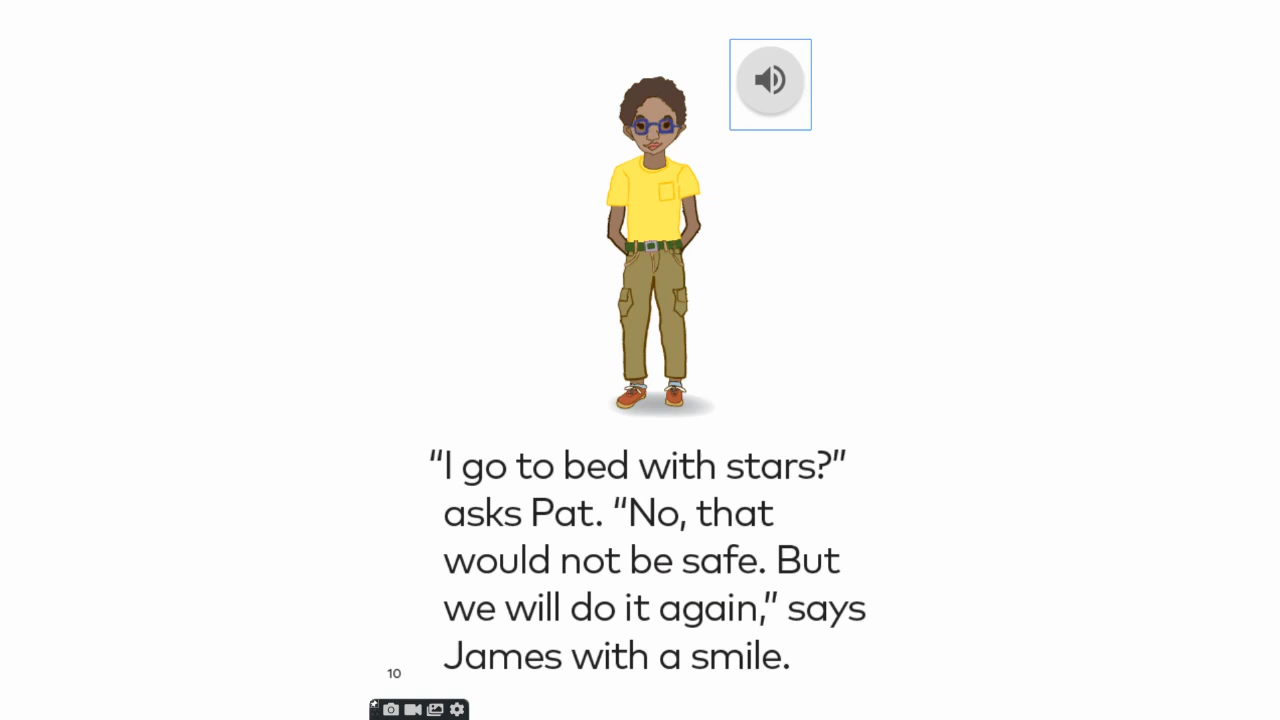 “I go to bed with stars?”
asks Pat. “No, that
would not be safe. But
we will do it again,” says
James with a smile.
10